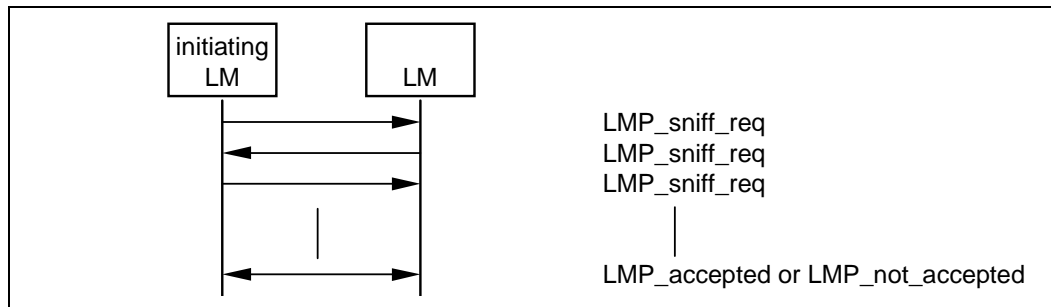 initiating
LM
LM
LMP_sniff_req
LMP_sniff_req
LMP_sniff_req
LMP_accepted or LMP_not_accepted